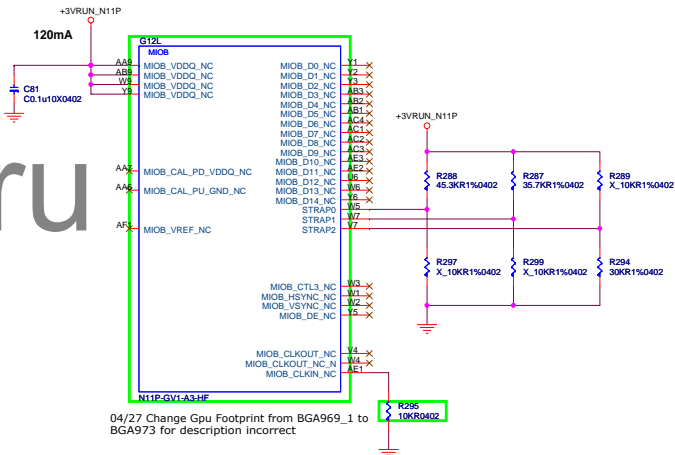 +3VRUN_N11P
120mA
G12L
MIOB
AA9 MIOB_VDDQ_NC
AB9 MIOB_VDDQ_NC
W9 MIOB_VDDQ_NC
Y9 MIOB_VDDQ_NC
C81
C0.1u10X0402
AA7 MIOB_CAL_PD_VDDQ_NC
AA6 MIOB_CAL_PU_GND_NC
AF1 MIOB_VREF_NC
ru
MIOB_D0_NC Y1
MIOB_D1_NC Y2
MIOB_D2_NC Y3
MIOB_D3_NC AB3
MIOB_D4_NC AB2
MIOB_D5_NC AB1
MIOB_D6_NC AC4
MIOB_D7_NC AC1
MIOB_D8_NC AC2
MIOB_D9_NC AC3
MIOB_D10_NC AE3
MIOB_D11_NC AE2
MIOB_D12_NC U6
MIOB_D13_NC W6
MIOB_D14_NC Y6
STRAP0 W5
STRAP1 W7
STRAP2 V7
MIOB_CTL3_NC W3
MIOB_HSYNC_NC W1
MIOB_VSYNC_NC W2
MIOB_DE_NC Y5
MIOB_CLKOUT_NC V4
MIOB_CLKOUT_NC_N W4
MIOB_CLKIN_NC AE1
N11P-GV1-A3-HF
+3VRUN_N11P
R288
45.3KR1%0402
R287
35.7KR1%0402
R289
X_10KR1%0402
R297
X_10KR1%0402
R299
X_10KR1%0402
R294
30KR1%0402
R295
10KR0402
04/27 Change Gpu Footprint from BGA969_1 to
BGA973 for description incorrect